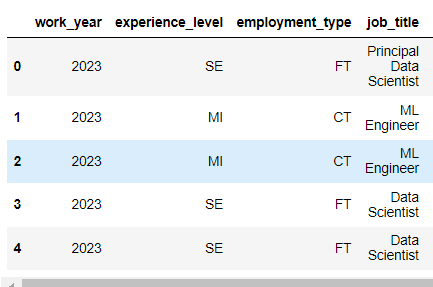 work_year experience_level employment_type job_title
0 2023 SE FT Principal Data Scientist
1 2023 MI CT ML Engineer
2 2023 MI CT ML Engineer
3 2023 SE FT Data Scientist
4 2023 SE FT Data Scientist